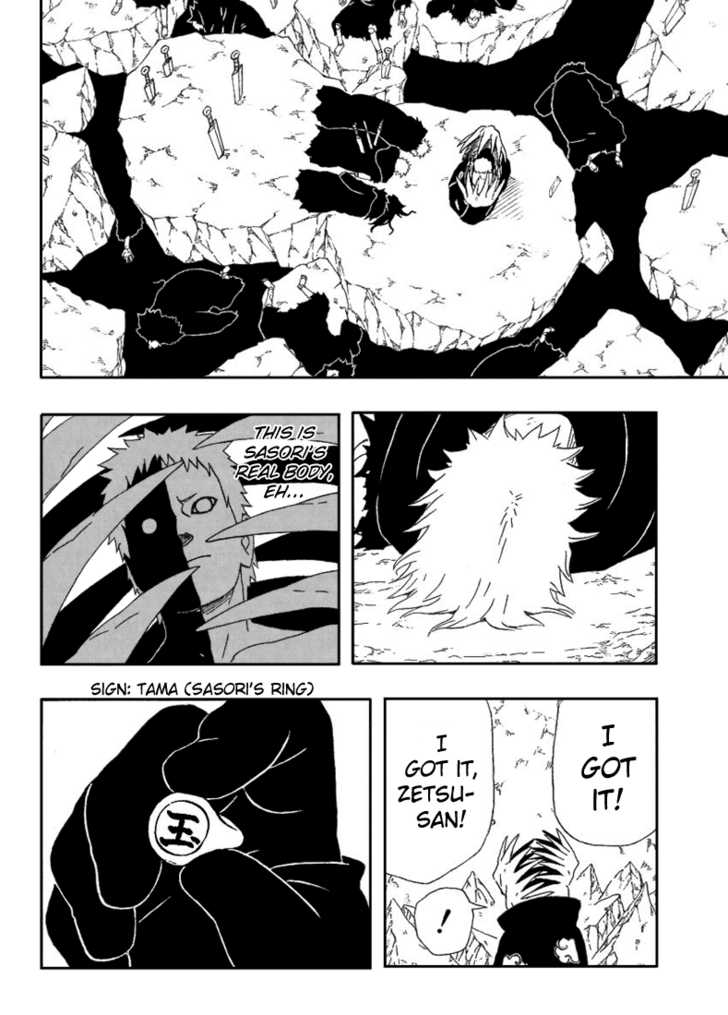 THIS IS
SASORI'S
REAL BODY,
EH...
I
GOT
IT!
I
GOT IT,
ZETSU-
SAN!
!
SIGN: TAMA (SASORI'S RING)
玉